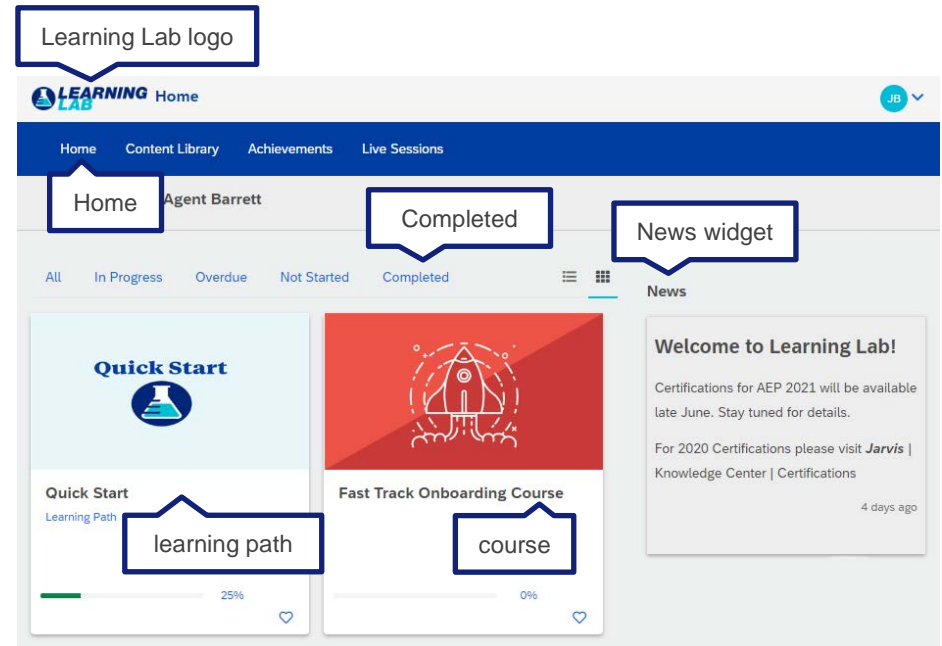 Learning Lab logo
LEARNING
LAB
Home
JB
Home Content Library Achievements Live Sessions
Home
Agent Barrett
Completed
News widget
All In Progress Overdue Not Started Completed
News
Quick Start
Welcome to Learning Lab!
Certifications for AEP 2021 will be available
late June. Stay tuned for details.
For 2020 Certifications please visit Jarvis |
Knowledge Center | Certifications
4 days ago
Quick Start
Learning Path
learning path
25%
Fast Track Onboarding Course
course
0%